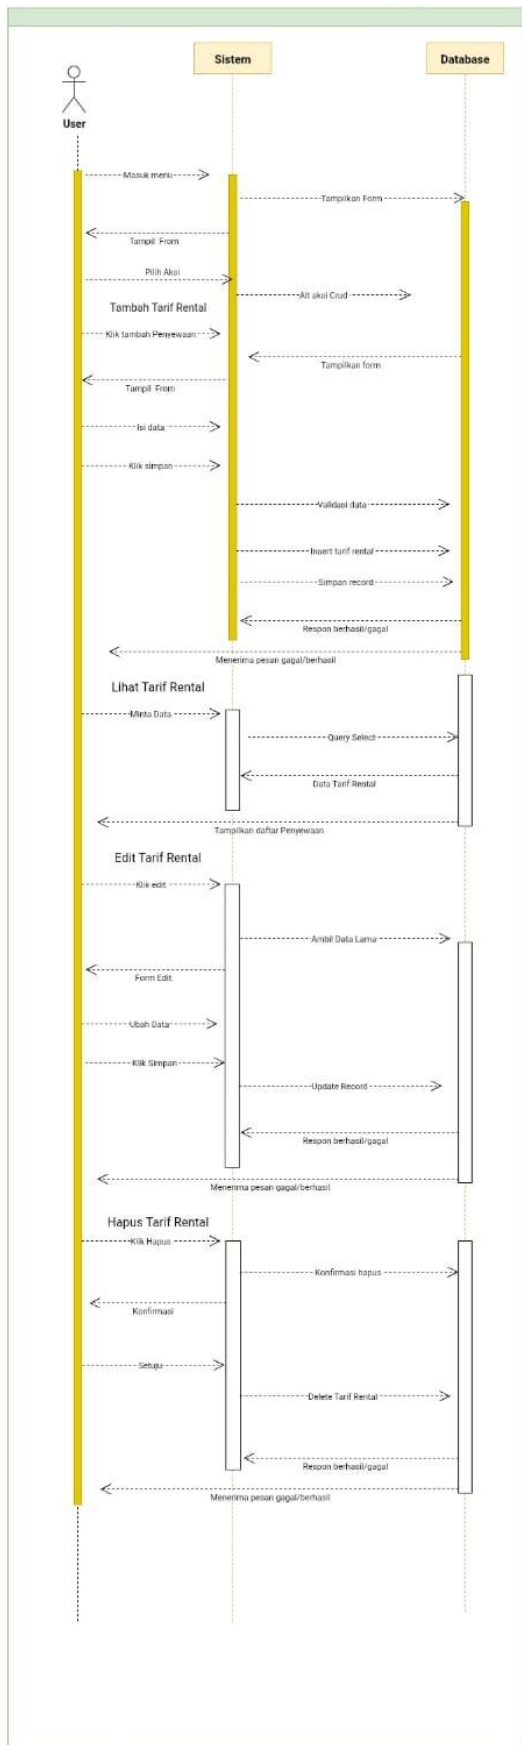 Sistem
Database
User
Masuk menu
Tampilkan Form
Tampil From
Pilih Aksi
Alt aksi Crud
Tambah Tarif Rental
Klik tambah Penyewaan
Tampilkan form
Tampil From
Isi data
Klik simpan
Validasi data
Insert tarif rental
Simpan record
Respon berhasil/gagal
Menerima pesan gagal/berhasil
Lihat Tarif Rental
Minta Data
Query Select
Data Tarif Rental
Tampilkan daftar Penyewaan
Edit Tarif Rental
Klik edit
Ambil Data Lama
Form Edit
Ubah Data
Klik Simpan
Update Record
Respon berhasil/gagal
Menerima pesan gagal/berhasil
Hapus Tarif Rental
Klik Hapus
Konfirmasi hapus
Konfirmasi
Setuju
Delete Tarif Rental
Respon berhasil/gagal
Menerima pesan gagal/berhasil